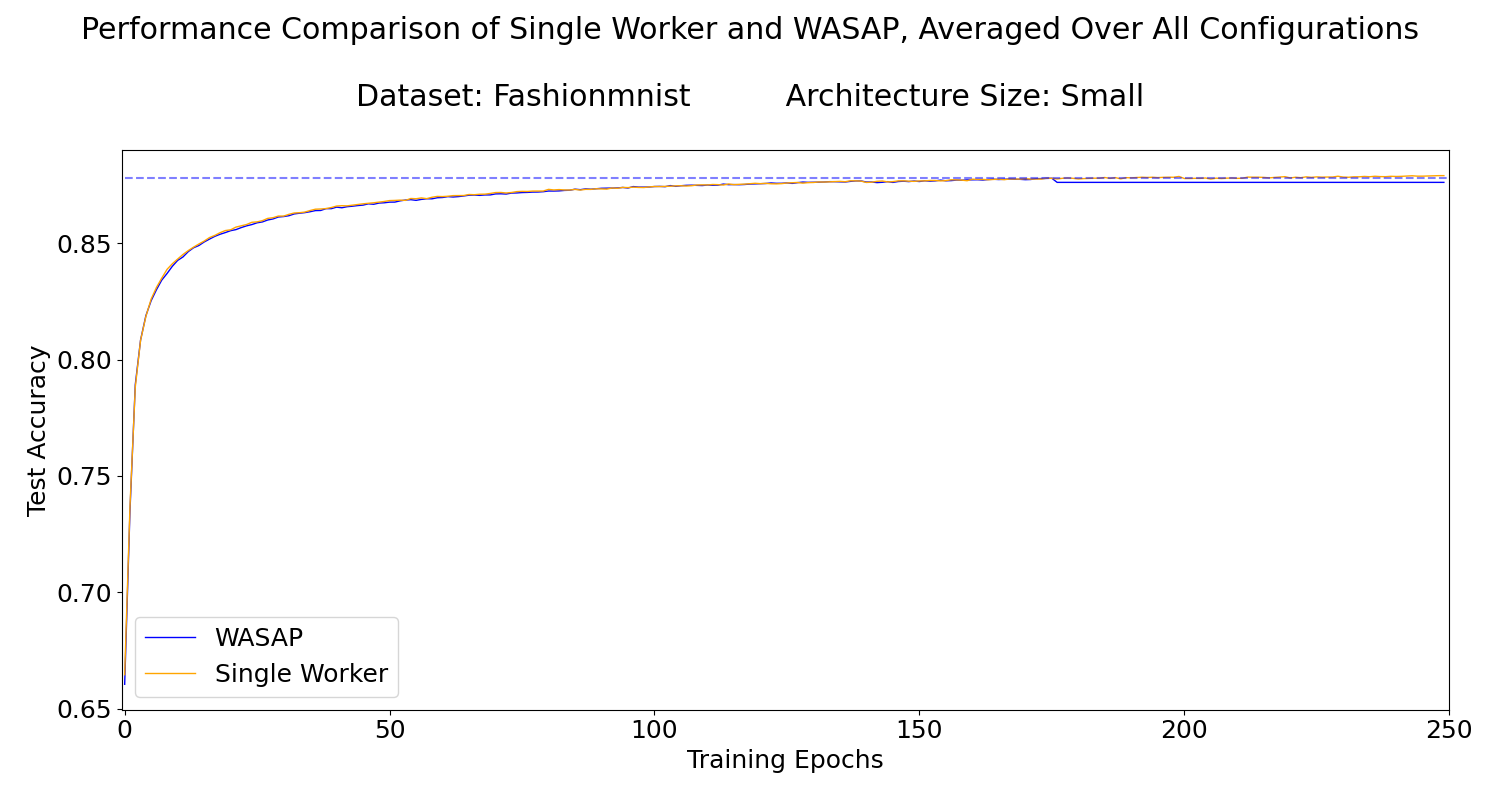 Performance Comparison of Single Worker and WASAP, Averaged Over All Configurations
Dataset: Fashionmnist Architecture Size: Small
Test Accuracy
0.85
0.80
0.75
0.70
0.65
WASAP
Single Worker
0 50 100 150 200 250
Training Epochs